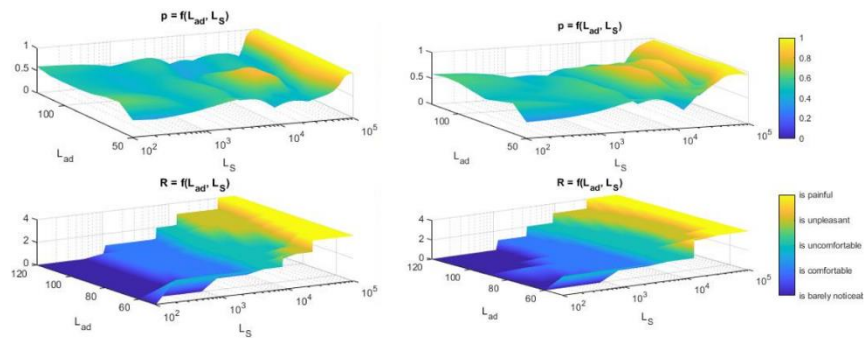 p = f(L_ad, L_S)
p = f(L_ad, L_S)
1
0.5
0
100
50
L_ad
10^2
10^3
10^4
10^5
L_S
1
0.5
0
100
50
L_ad
10^2
10^3
10^4
10^5
L_S
1
0.8
0.6
0.4
0.2
0
R = f(L_ad, L_S)
R = f(L_ad, L_S)
4
2
0
120
100
80
60
L_ad
10^2
10^3
10^4
10^5
L_S
4
2
0
120
100
80
60
L_ad
10^2
10^3
10^4
10^5
L_S
is painful
is unpleasant
is uncomfortable
is comfortable
is barely noticeab